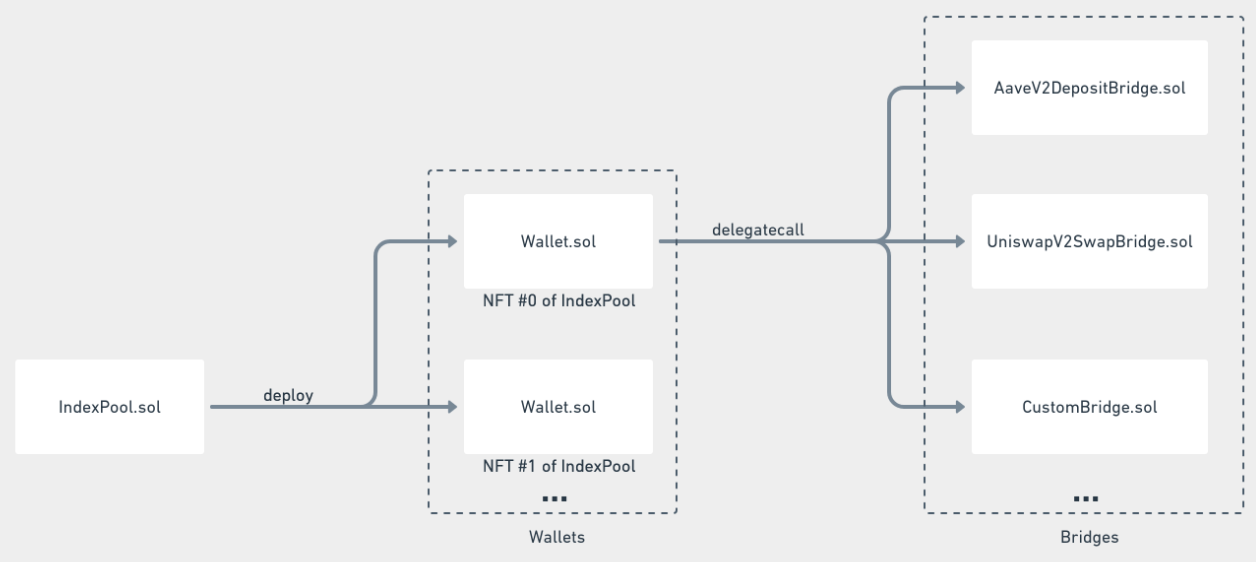 IndexPool.sol
deploy
Wallet.sol
NFT #0 of IndexPool
Wallet.sol
NFT #1 of IndexPool
...
Wallets
delegatecall
AaveV2DepositBridge.sol
UniswapV2SwapBridge.sol
CustomBridge.sol
...
Bridges